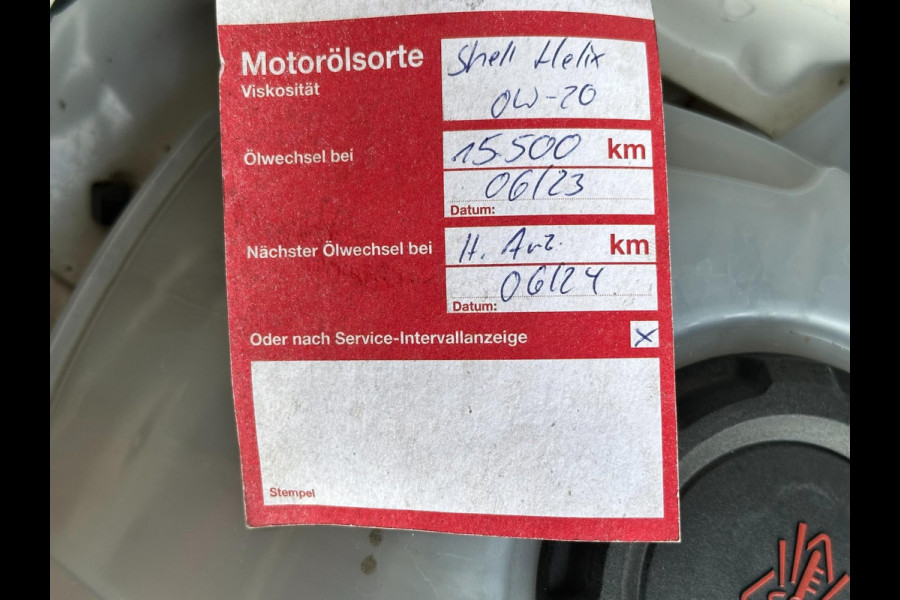 Motorölsorte Shell Helix
Viskosität 0W-20
Ölwechsel bei 15.500 km
06/23
Datum:
Nächster Ölwechsel bei H. Anz. km
06/24
Datum:
Oder nach Service-Intervallanzeige X
Stempel